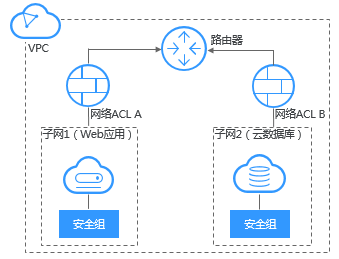 VPC
路由器
网络ACL A
网络ACL B
子网1（Web应用）
子网2（云数据库）
安全组
安全组